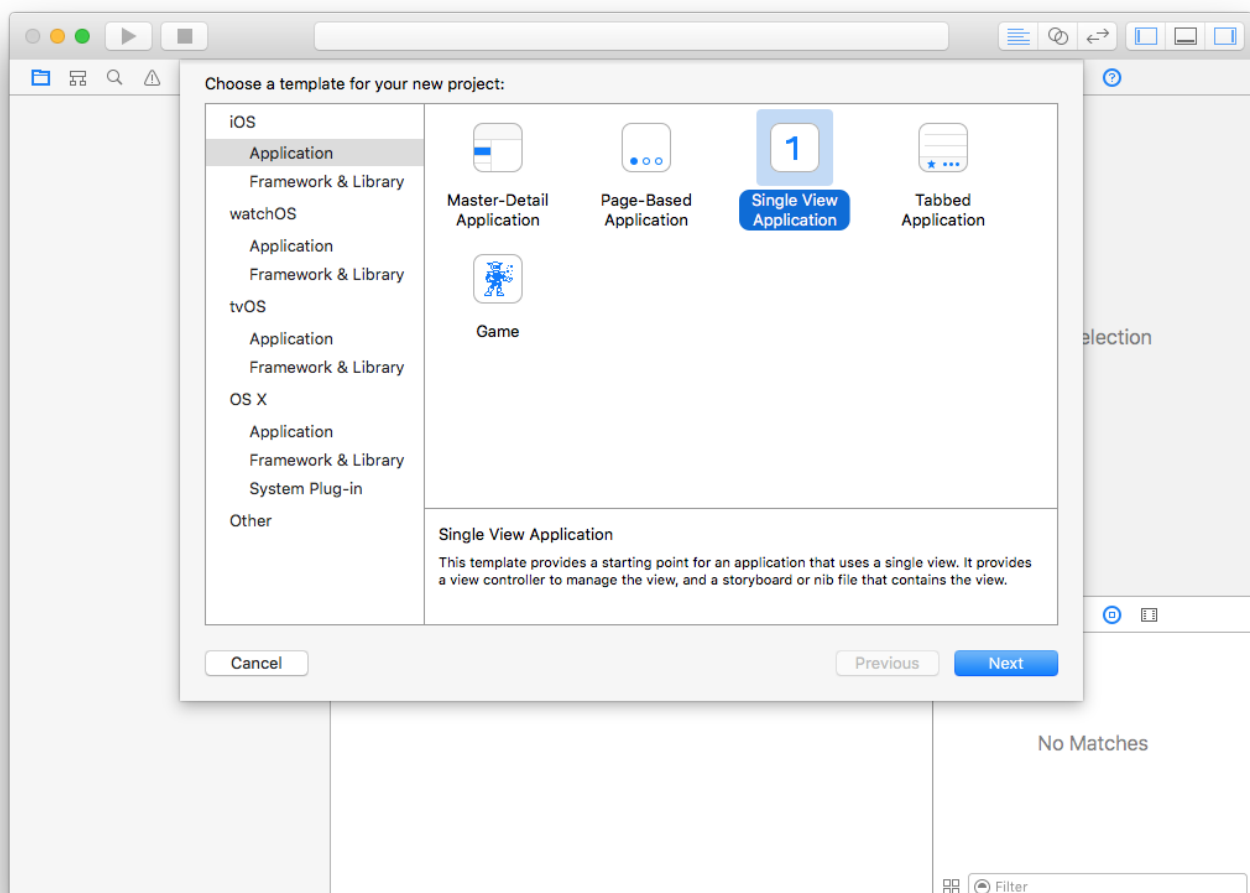 Choose a template for your new project:
iOS
Application
Framework & Library
watchOS
Application
Framework & Library
tvOS
Application
Framework & Library
OS X
Application
Framework & Library
System Plug-in
Other
Master-Detail
Application
Page-Based
Application
1
Single View
Application
Tabbed
Application
Game
Single View Application
This template provides a starting point for an application that uses a single view. It provides
a view controller to manage the view, and a storyboard or nib file that contains the view.
Cancel
Previous
Next
election
No Matches
Filter